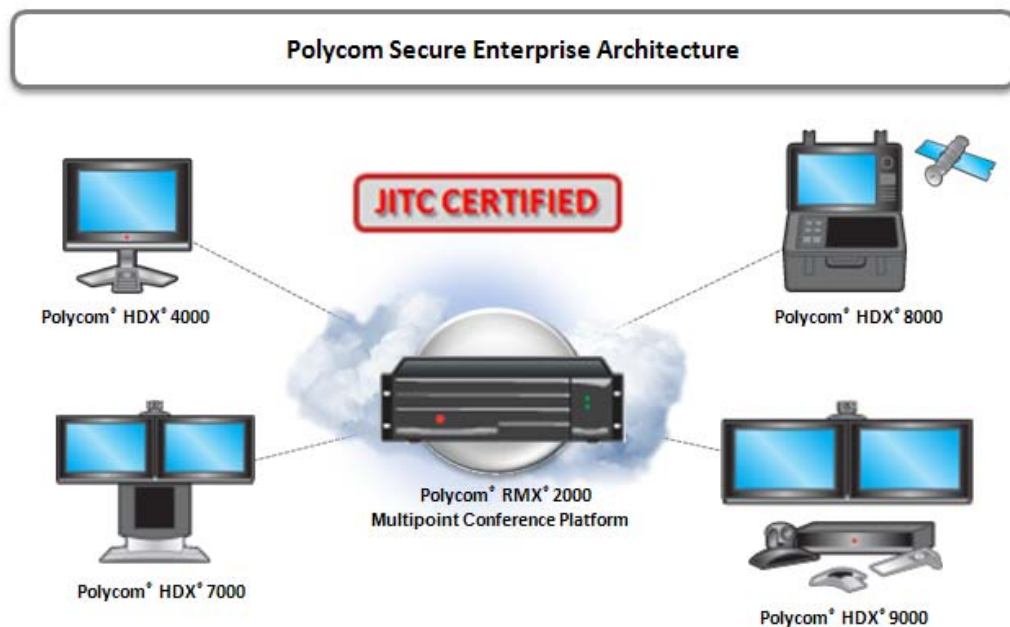 Polycom Secure Enterprise Architecture
JITC CERTIFIED
Polycom® HDX® 4000
Polycom® HDX® 8000
Polycom® RMX® 2000
Multipoint Conference Platform
Polycom® HDX® 7000
Polycom® HDX® 9000